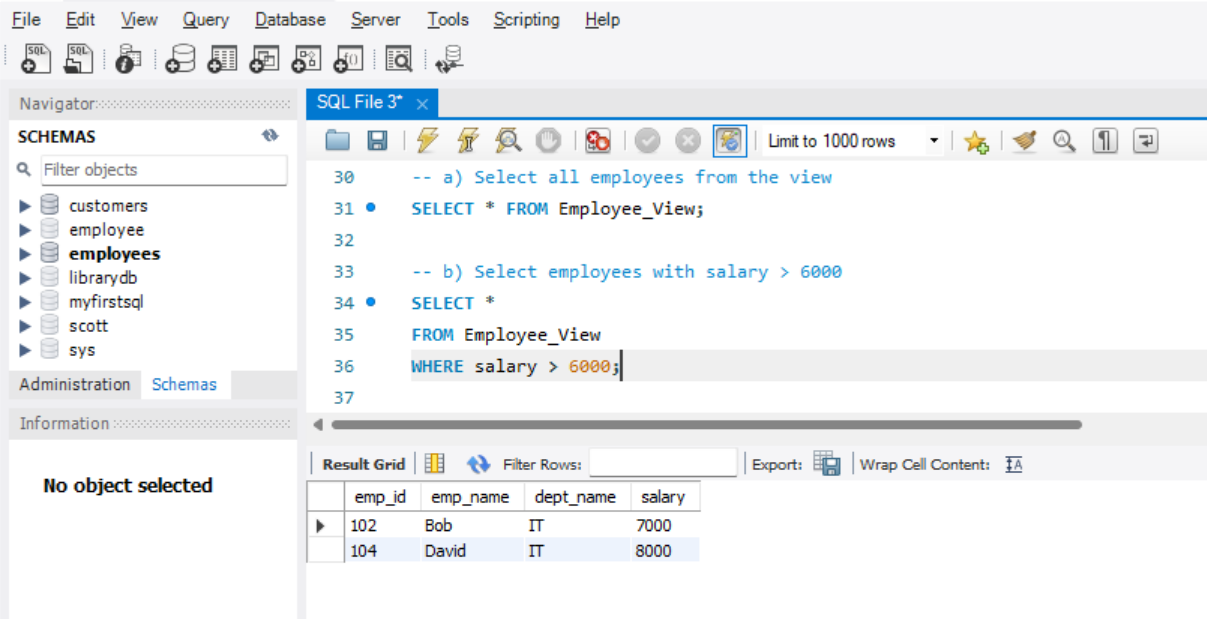 File Edit View Query Database Server Tools Scripting Help
SQL SQL
Navigator
SCHEMAS
Filter objects
customers
employee
employees
librarydb
myfirstsql
scott
sys
Administration Schemas
Information
No object selected
SQL File 3*
Limit to 1000 rows
30 -- a) Select all employees from the view
31 SELECT * FROM Employee_View;
32
33 -- b) Select employees with salary > 6000
34 SELECT *
35 FROM Employee_View
36 WHERE salary > 6000;
37
Result Grid Filter Rows: Export: Wrap Cell Content:
emp_id emp_name dept_name salary
102 Bob IT 7000
104 David IT 8000